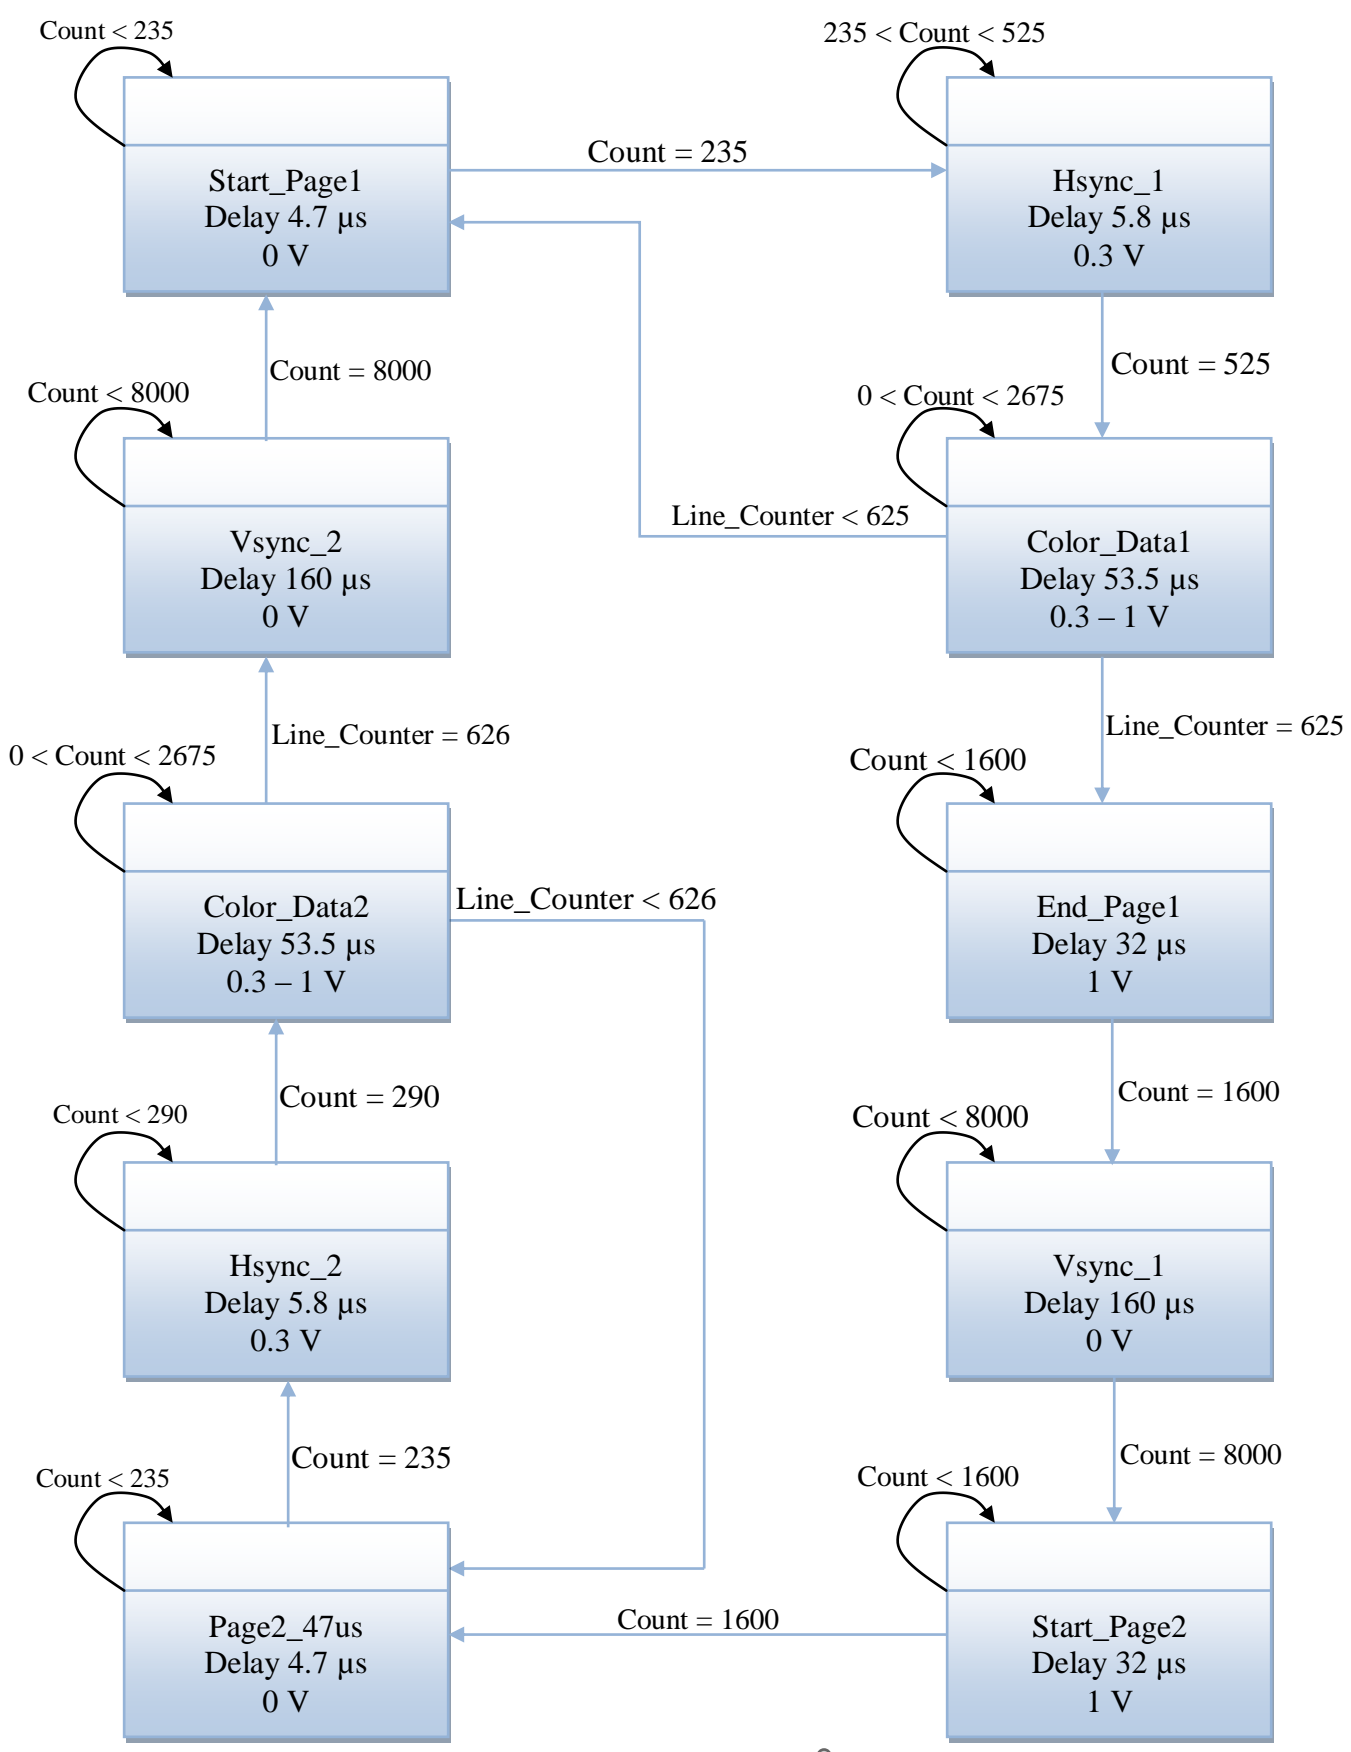 Count < 235
235 < Count < 525
Count = 235
Start_Page1
Delay 4.7 µs
0 V
Hsync_1
Delay 5.8 µs
0.3 V
Count = 8000
Count = 525
Count < 8000
0 < Count < 2675
Line_Counter < 625
Vsync_2
Delay 160 µs
0 V
Color_Data1
Delay 53.5 µs
0.3 – 1 V
Line_Counter = 626
Line_Counter = 625
0 < Count < 2675
Count < 1600
Line_Counter < 626
Color_Data2
Delay 53.5 µs
0.3 – 1 V
End_Page1
Delay 32 µs
1 V
Count = 290
Count = 1600
Count < 290
Count < 8000
Hsync_2
Delay 5.8 µs
0.3 V
Vsync_1
Delay 160 µs
0 V
Count = 235
Count = 8000
Count < 235
Count < 1600
Count = 1600
Page2_47us
Delay 4.7 µs
0 V
Start_Page2
Delay 32 µs
1 V